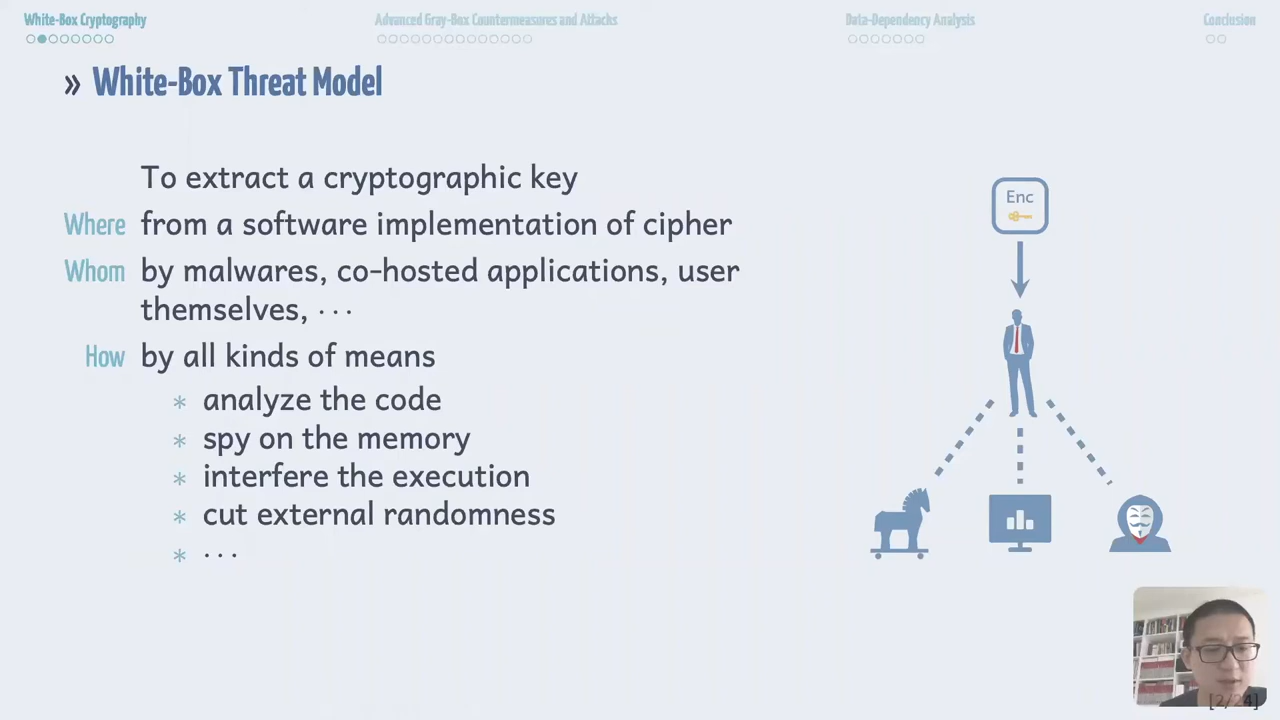 White-Box Cryptography
Advanced Gray-Box Countermeasures and Attacks
Data-Dependency Analysis
Conclusion
» White-Box Threat Model
To extract a cryptographic key
Where from a software implementation of cipher
Whom by malwares, co-hosted applications, user
themselves, · · ·
How by all kinds of means
* analyze the code
* spy on the memory
* interfere the execution
* cut external randomness
* · · ·
Enc
[2/24]